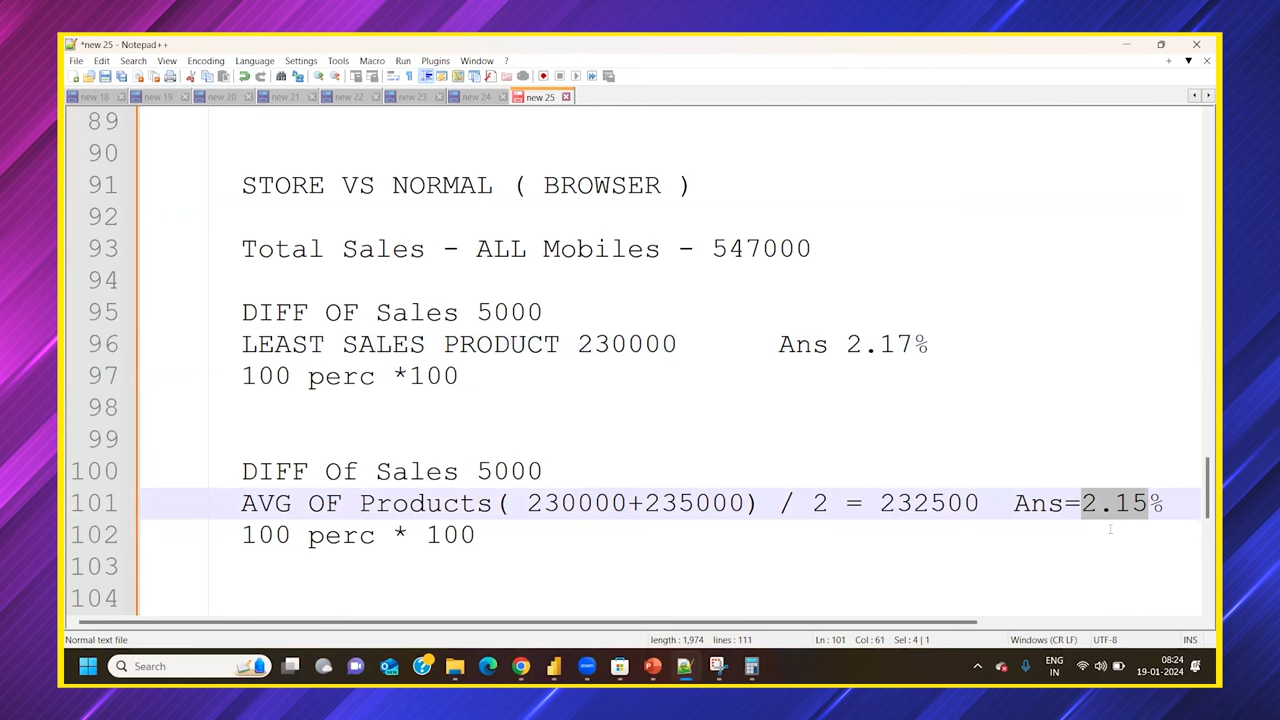 *new 25 - Notepad++
File Edit Search View Encoding Language Settings Tools Macro Run Plugins Window ?
new 18 new 19 new 20 new 21 new 22 new 23 new 24 new 25
89
90
91 STORE VS NORMAL ( BROWSER )
92
93 Total Sales - ALL Mobiles - 547000
94
95 DIFF OF Sales 5000
96 LEAST SALES PRODUCT 230000 Ans 2.17%
97 100 perc *100
98
99
100 DIFF Of Sales 5000
101 AVG OF Products( 230000+235000) / 2 = 232500 Ans=2.15%
102 100 perc * 100
103
104
Normal text file length : 1,974 lines : 111 Ln : 101 Col : 61 Sel : 4 | 1 Windows (CR LF) UTF-8 INS
Search ENG IN 08:24 19-01-2024